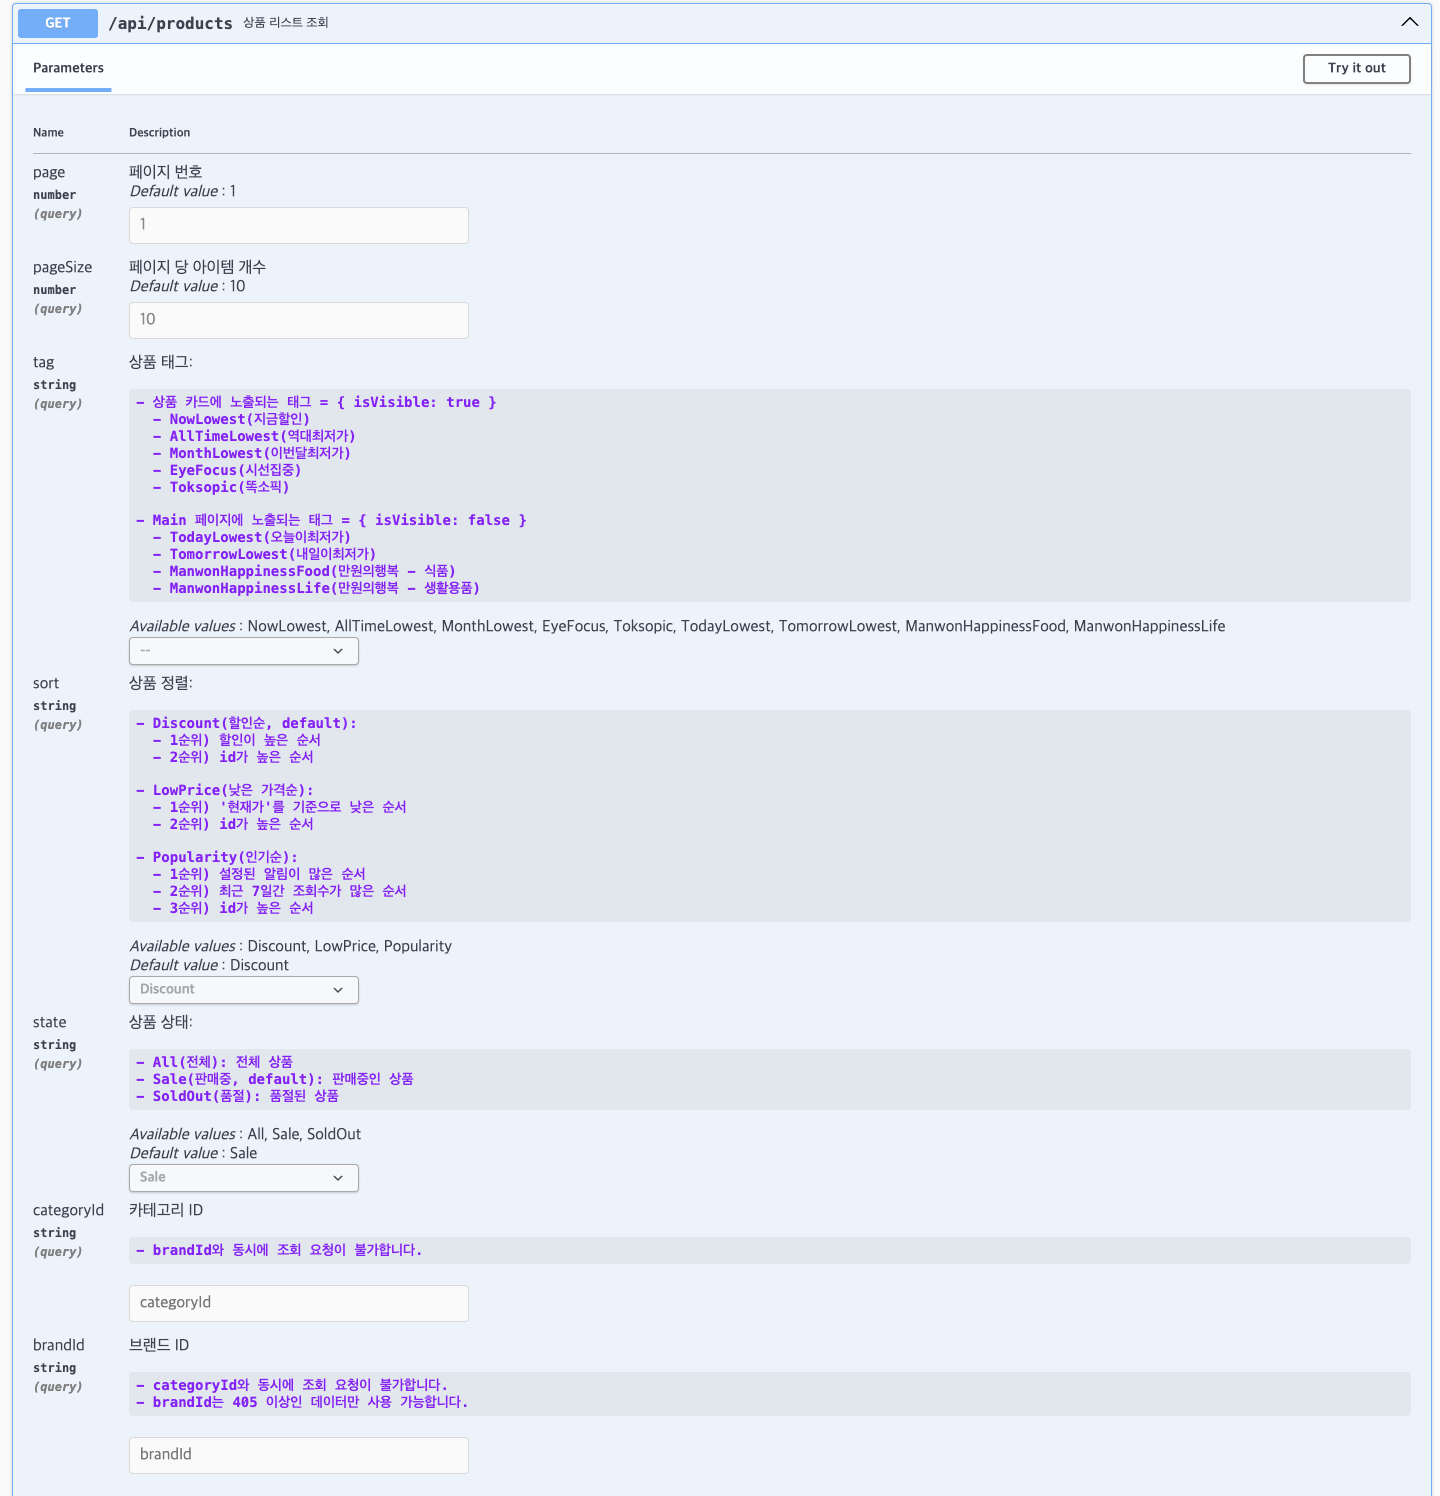 GET /api/products 상품 리스트 조회
Parameters
Try it out
Name Description
page
number
(query)
페이지 번호
Default value : 1
1
pageSize
number
(query)
페이지 당 아이템 개수
Default value : 10
10
tag
string
(query)
상품 태그:
- 상품 카드에 노출되는 태그 = { isVisible: true }
- NowLowest(지금할인)
- AllTimeLowest(역대최저가)
- MonthLowest(이번달최저가)
- EyeFocus(시선집중)
- Toksopic(똑소픽)
- Main 페이지에 노출되는 태그 = { isVisible: false }
- TodayLowest(오늘이최저가)
- TomorrowLowest(내일이최저가)
- ManwonHappinessFood(만원의행복 - 식품)
- ManwonHappinessLife(만원의행복 - 생활용품)
Available values : NowLowest, AllTimeLowest, MonthLowest, EyeFocus, Toksopic, TodayLowest, TomorrowLowest, ManwonHappinessFood, ManwonHappinessLife
--
sort
string
(query)
상품 정렬:
- Discount(할인순, default):
- 1순위) 할인이 높은 순서
- 2순위) id가 높은 순서
- LowPrice(낮은 가격순):
- 1순위) '현재가'를 기준으로 낮은 순서
- 2순위) id가 높은 순서
- Popularity(인기순):
- 1순위) 설정된 알림이 많은 순서
- 2순위) 최근 7일간 조회수가 많은 순서
- 3순위) id가 높은 순서
Available values : Discount, LowPrice, Popularity
Default value : Discount
Discount
state
string
(query)
상품 상태:
- All(전체): 전체 상품
- Sale(판매중, default): 판매중인 상품
- SoldOut(품절): 품절된 상품
Available values : All, Sale, SoldOut
Default value : Sale
Sale
categoryId
string
(query)
카테고리 ID
- brandId와 동시에 조회 요청이 불가합니다.
categoryId
brandId
string
(query)
브랜드 ID
- categoryId와 동시에 조회 요청이 불가합니다.
- brandId는 405 이상인 데이터만 사용 가능합니다.
brandId